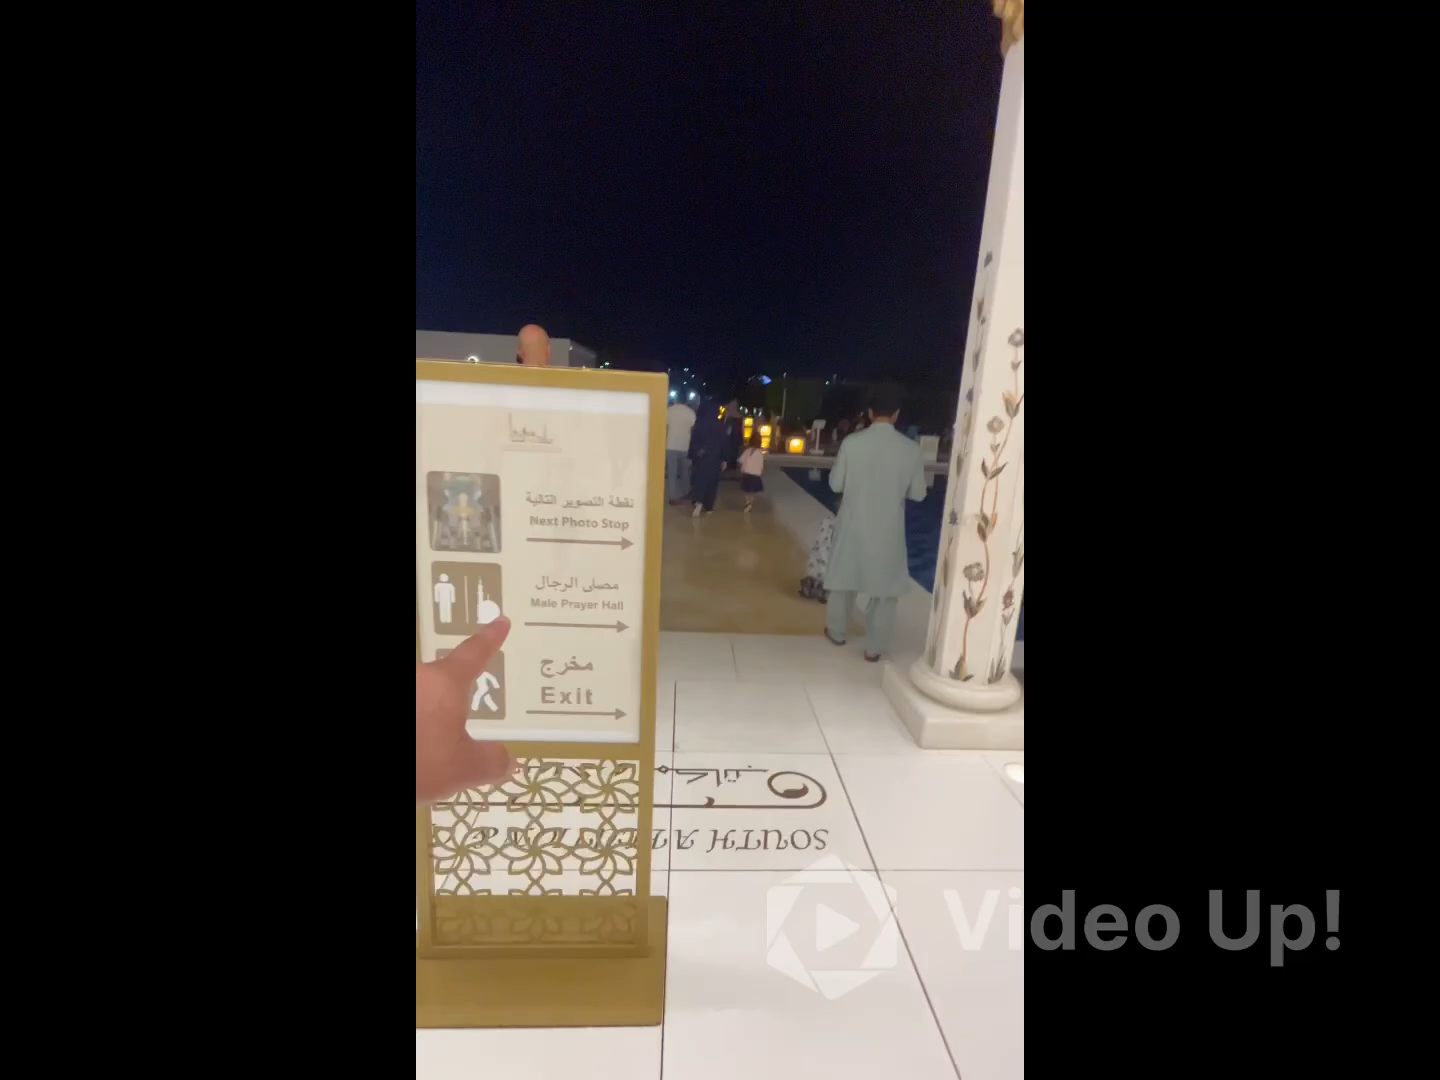 نقطة التصوير التالية
Next Photo Stop
مصلى الرجال
Male Prayer Hall
مخرج
Exit
SOUTH
Video Up!